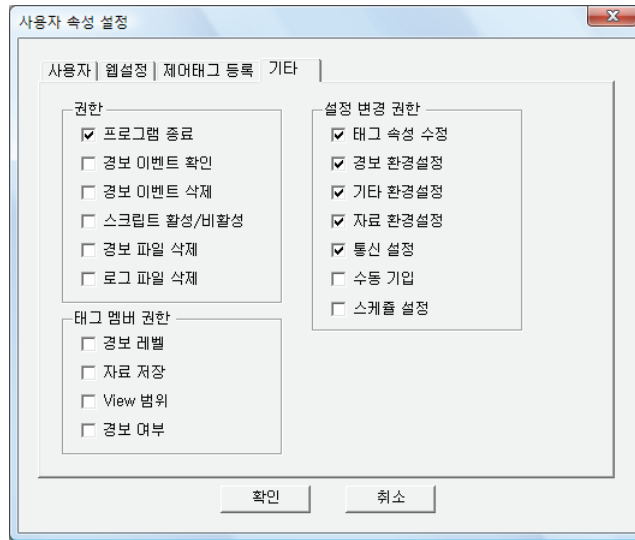 사용자 속성 설정
사용자 웹설정 제어태그 등록 기타
권한
프로그램 종료
경보 이벤트 확인
경보 이벤트 삭제
스크립트 활성/비활성
경보 파일 삭제
로그 파일 삭제
태그 멤버 권한
경보 레벨
자료 저장
View 범위
경보 여부
설정 변경 권한
태그 속성 수정
경보 환경설정
기타 환경설정
자료 환경설정
통신 설정
수동 기입
스케쥴 설정
확인 취소